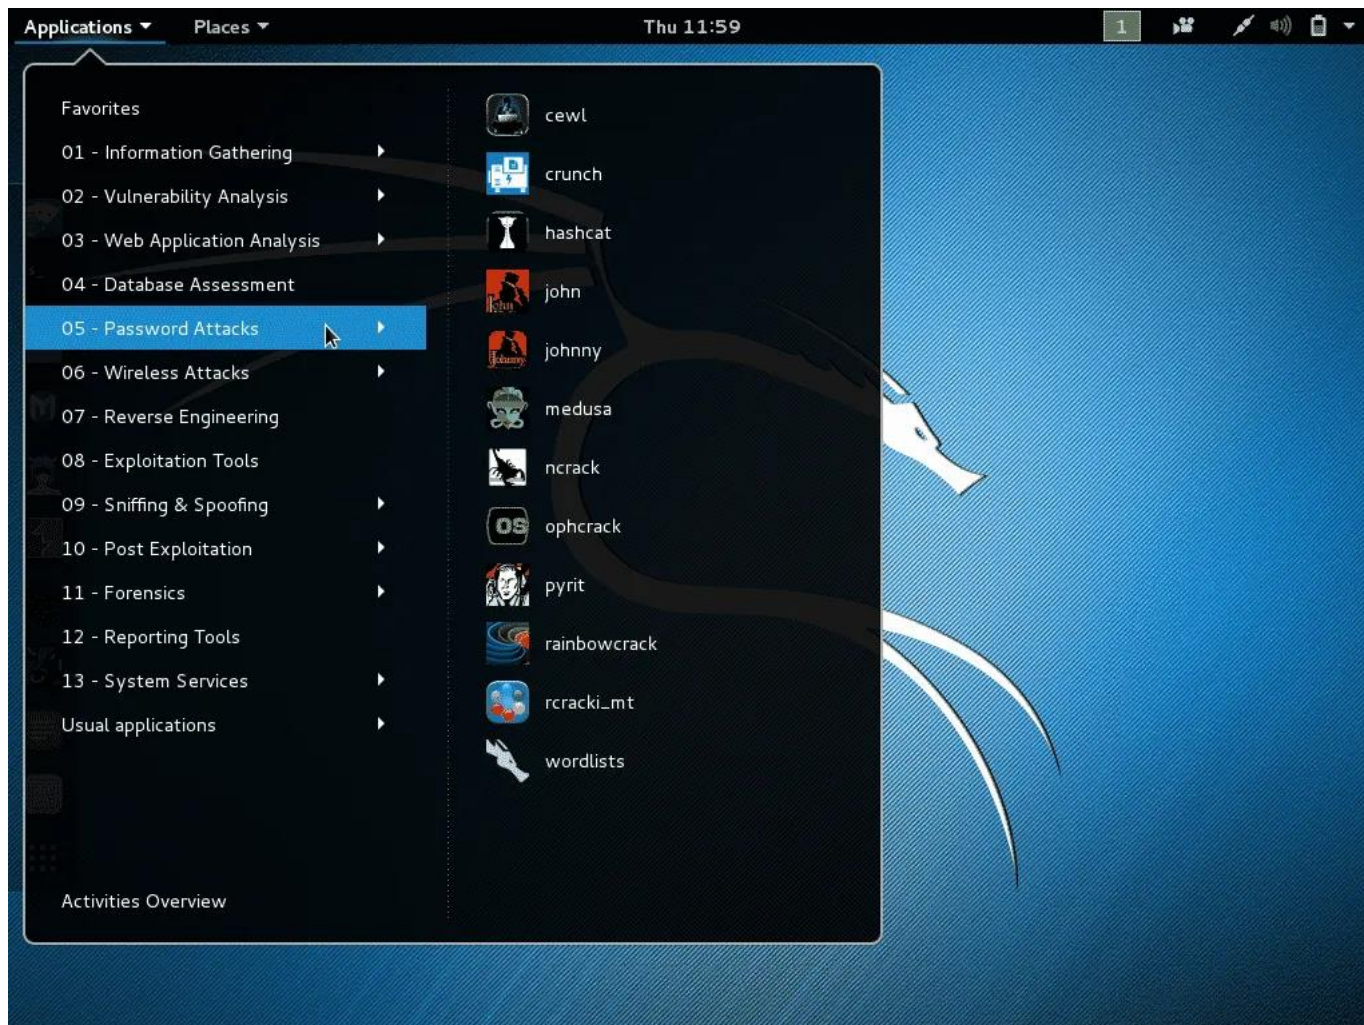 Applications Places Thu 11:59 1
Favorites
01 - Information Gathering
02 - Vulnerability Analysis
03 - Web Application Analysis
04 - Database Assessment
05 - Password Attacks
06 - Wireless Attacks
07 - Reverse Engineering
08 - Exploitation Tools
09 - Sniffing & Spoofing
10 - Post Exploitation
11 - Forensics
12 - Reporting Tools
13 - System Services
Usual applications
Activities Overview
cewl
crunch
hashcat
john
johnny
medusa
ncrack
ophcrack
pyrit
rainbowcrack
rcracki_mt
wordlists